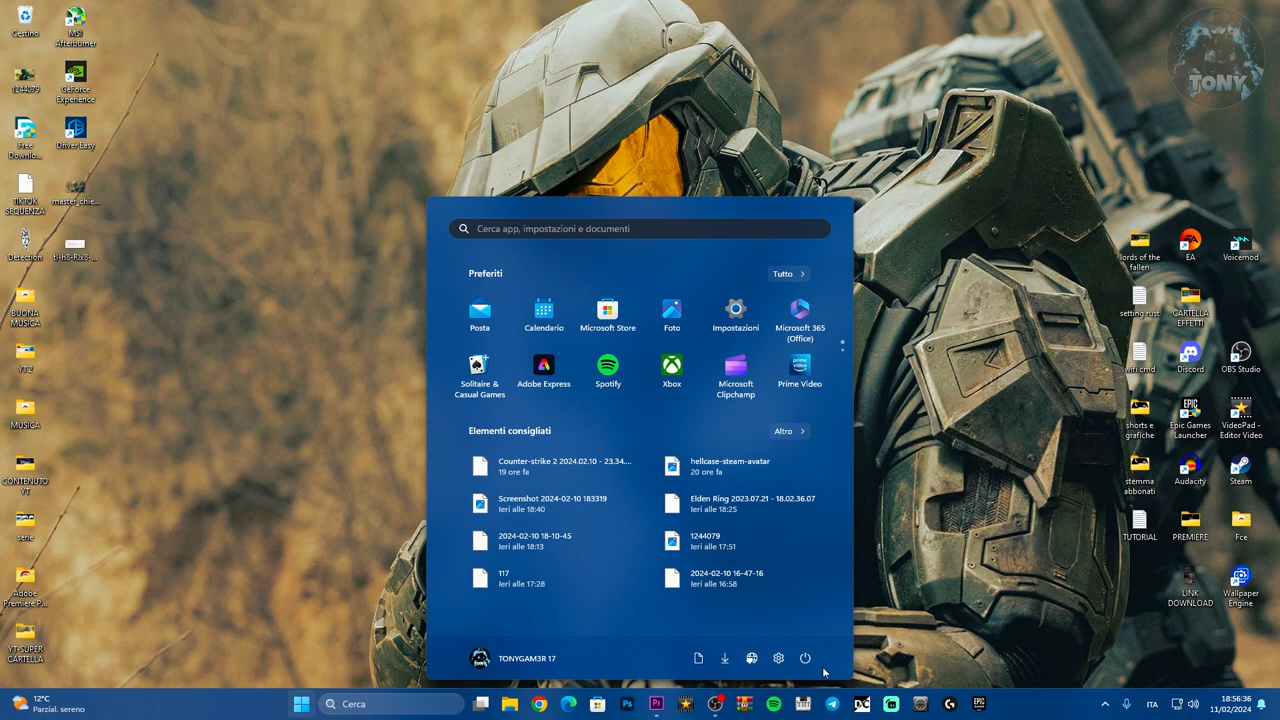 Cestino
MSI
Afterburner
1244079
GeForce
Experience
Free
Downlo...
Driver Easy
TIKTOK
SEQUENZA
master_chie...
Detection
BUONA
MUSICA
YT 2
MUSICA
CONTENUTO
YT
serie
Adobe
Premiere P...
YT-SUPER
CARTELLA
TONY
Cerca app, impostazioni e documenti
Preferiti
Tutto
Posta
Calendario
Microsoft Store
Foto
Impostazioni
Microsoft 365
(Office)
Solitaire &
Casual Games
Adobe Express
Spotify
Xbox
Microsoft
Clipchamp
prime
video
Prime Video
Elementi consigliati
Altro
Counter-strike 2 2024.02.10 - 23.34....
19 ore fa
hellcase-steam-avatar
20 ore fa
Screenshot 2024-02-10 183319
Ieri alle 18:40
Elden Ring 2023.07.21 - 18.02.36.07
Ieri alle 18:25
2024-02-10 18-10-45
Ieri alle 18:13
1244079
Ieri alle 17:51
117
Ieri alle 17:28
2024-02-10 16-47-16
Ieri alle 16:58
TONYGAM3R 17
lords of the
fallen
EA
Voicemod
setting rust
CARTELLA
EFFETTI
wifi cmd
Discord
OBS Studio
shorts e
grafiche
EPIC
GAMES
Epic Games
Launcher
VideoPad -
Editor Video
stemma
abbonati
Audacity
Steam
TUTORIAL
PREMIERE
Fce
LINK
DOWNLOAD
Wallpaper
Engine
12°C
Parzial. sereno
Cerca
Ps
Pr
EPIC
ITA
18:56:36
11/02/2024